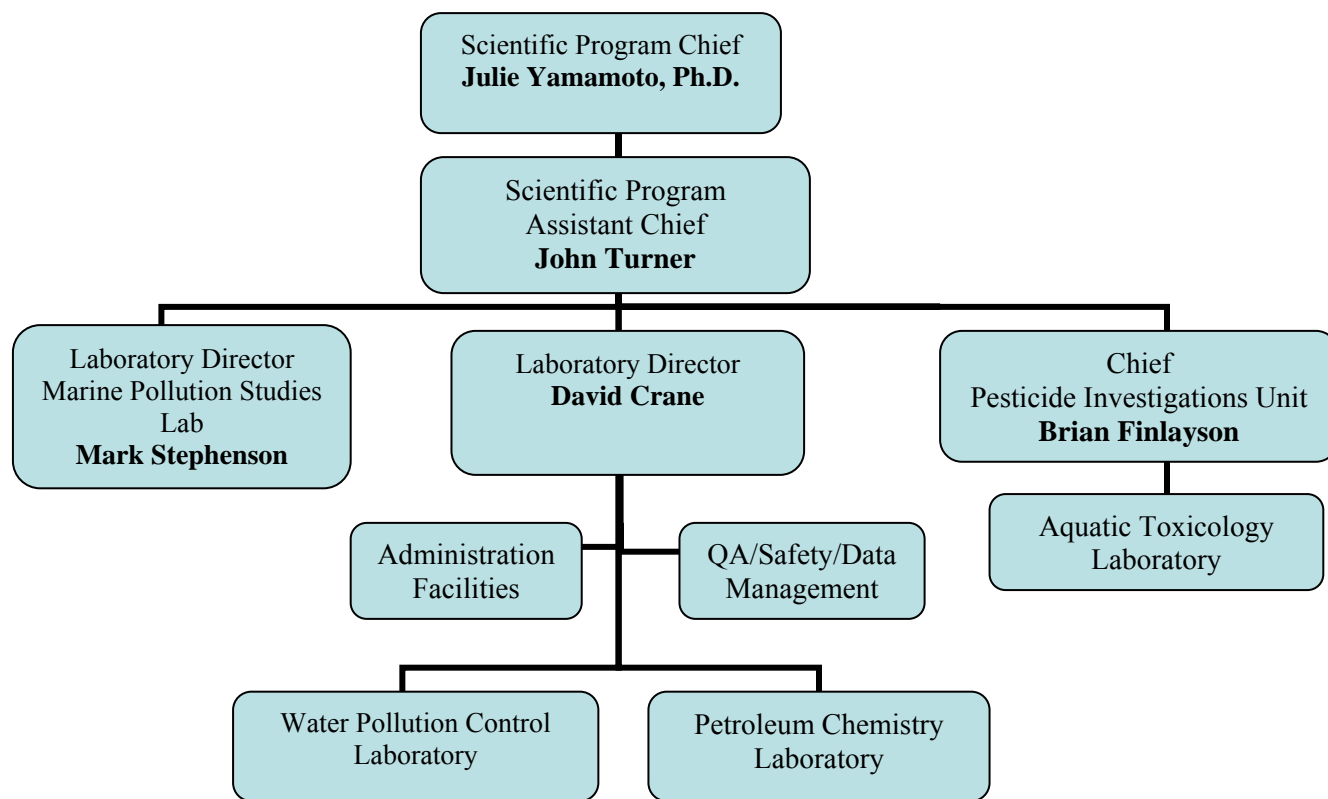 Scientific Program Chief
Julie Yamamoto, Ph.D.
Scientific Program
Assistant Chief
John Turner
Laboratory Director
Marine Pollution Studies
Lab
Mark Stephenson
Laboratory Director
David Crane
Chief
Pesticide Investigations Unit
Brian Finlayson
Administration
Facilities
QA/Safety/Data
Management
Aquatic Toxicology
Laboratory
Water Pollution Control
Laboratory
Petroleum Chemistry
Laboratory